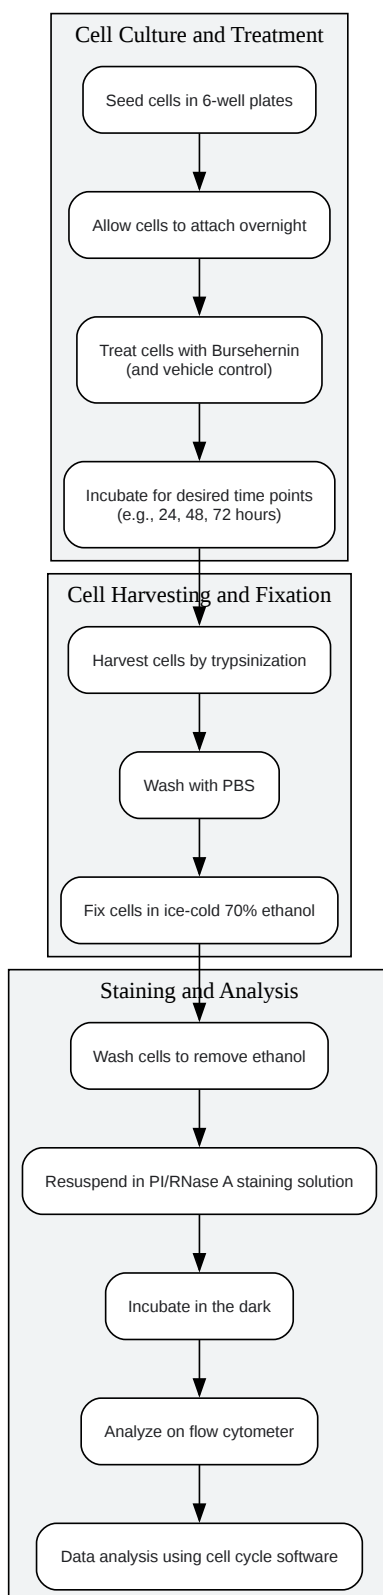 Cell Culture and Treatment
Seed cells in 6-well plates
Allow cells to attach overnight
Treat cells with Bursehernin
(and vehicle control)
Incubate for desired time points
(e.g., 24, 48, 72 hours)
Cell Harvesting and Fixation
Harvest cells by trypsinization
Wash with PBS
Fix cells in ice-cold 70% ethanol
Staining and Analysis
Wash cells to remove ethanol
Resuspend in PI/RNase A staining solution
Incubate in the dark
Analyze on flow cytometer
Data analysis using cell cycle software